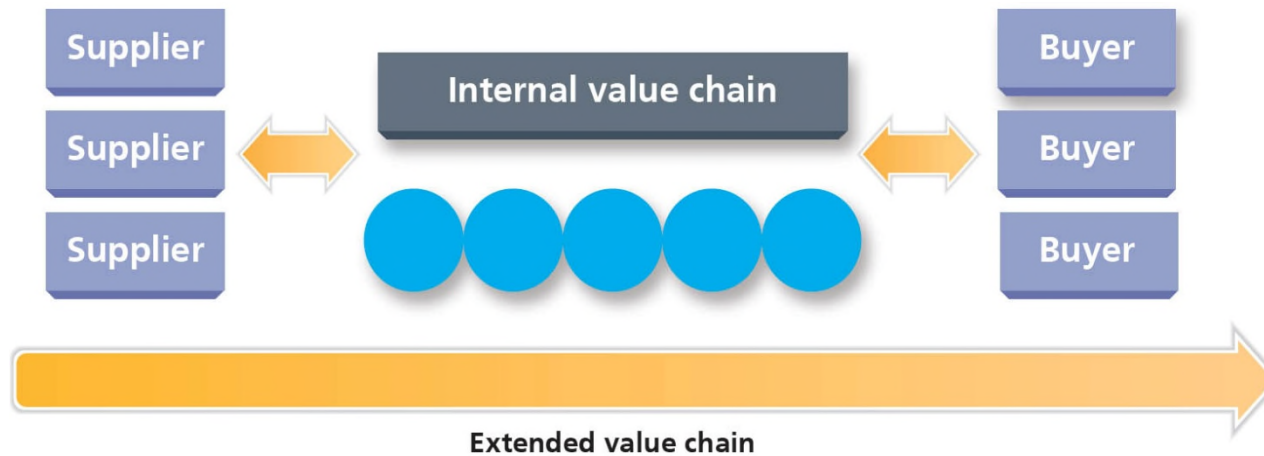 Supplier
Supplier
Supplier
Internal value chain
Buyer
Buyer
Buyer
Extended value chain